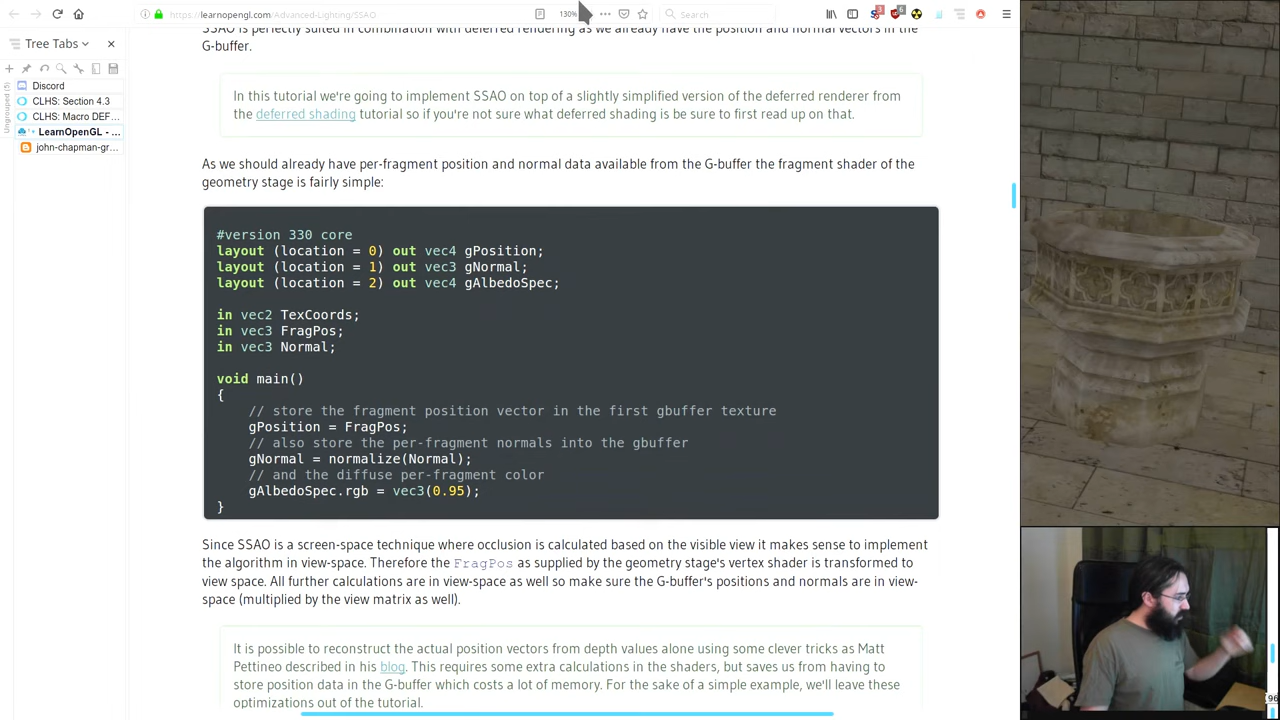 https://learnopengl.com/Advanced-Lighting/SSAO
130%
Search
3
6
Tree Tabs
Ungrouped (5)
Discord
CLHS: Section 4.3
CLHS: Macro DEF…
LearnOpenGL - …
john-chapman-gr…
SSAO is perfectly suited in combination with deferred rendering as we already have the position and normal vectors in the
G-buffer.
In this tutorial we're going to implement SSAO on top of a slightly simplified version of the deferred renderer from
the deferred shading tutorial so if you're not sure what deferred shading is be sure to first read up on that.
As we should already have per-fragment position and normal data available from the G-buffer the fragment shader of the
geometry stage is fairly simple:
#version 330 core
layout (location = 0) out vec4 gPosition;
layout (location = 1) out vec3 gNormal;
layout (location = 2) out vec4 gAlbedoSpec;
in vec2 TexCoords;
in vec3 FragPos;
in vec3 Normal;
void main()
{
// store the fragment position vector in the first gbuffer texture
gPosition = FragPos;
// also store the per-fragment normals into the gbuffer
gNormal = normalize(Normal);
// and the diffuse per-fragment color
gAlbedoSpec.rgb = vec3(0.95);
}
Since SSAO is a screen-space technique where occlusion is calculated based on the visible view it makes sense to implement
the algorithm in view-space. Therefore the FragPos as supplied by the geometry stage's vertex shader is transformed to
view space. All further calculations are in view-space as well so make sure the G-buffer's positions and normals are in view-
space (multiplied by the view matrix as well).
It is possible to reconstruct the actual position vectors from depth values alone using some clever tricks as Matt
Pettineo described in his blog. This requires some extra calculations in the shaders, but saves us from having to
store position data in the G-buffer which costs a lot of memory. For the sake of a simple example, we'll leave these
optimizations out of the tutorial.
96